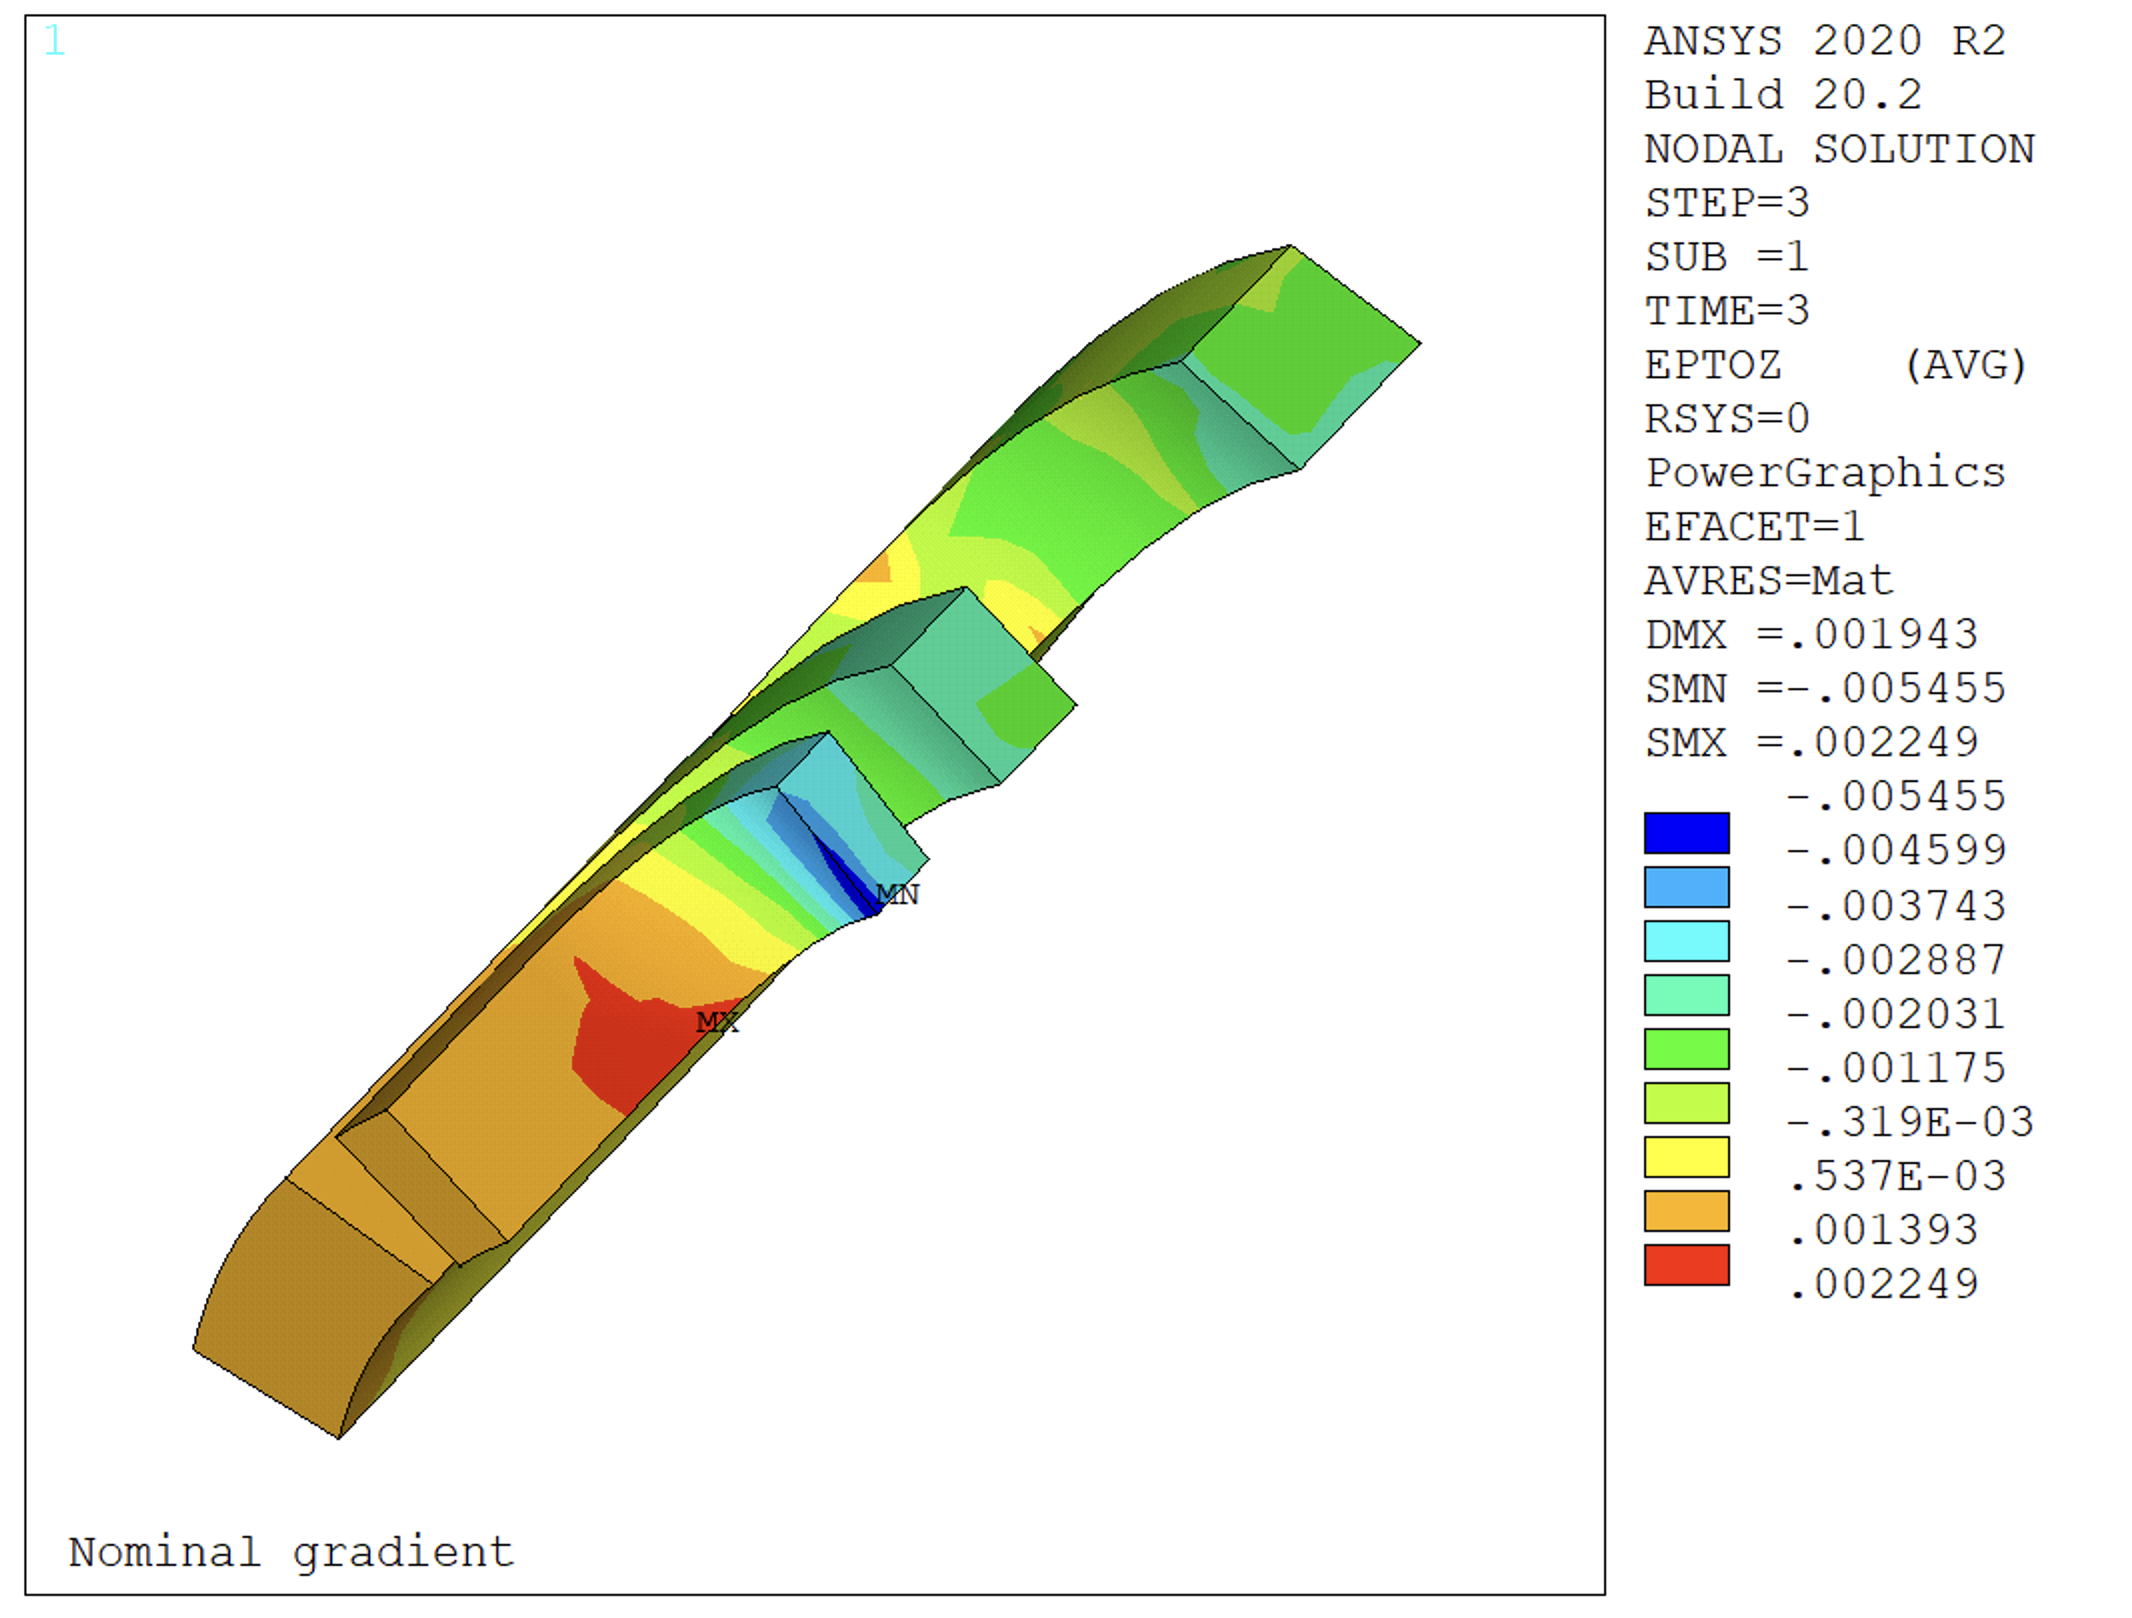 1
ANSYS 2020 R2
Build 20.2
NODAL SOLUTION
STEP=3
SUB =1
TIME=3
EPTOZ    (AVG)
RSYS=0
PowerGraphics
EFACET=1
AVRES=Mat
DMX =.001943
SMN =-.005455
SMX =.002249
-.005455
-.004599
-.003743
-.002887
-.002031
-.001175
-.319E-03
.537E-03
.001393
.002249
MN
MX
Nominal gradient